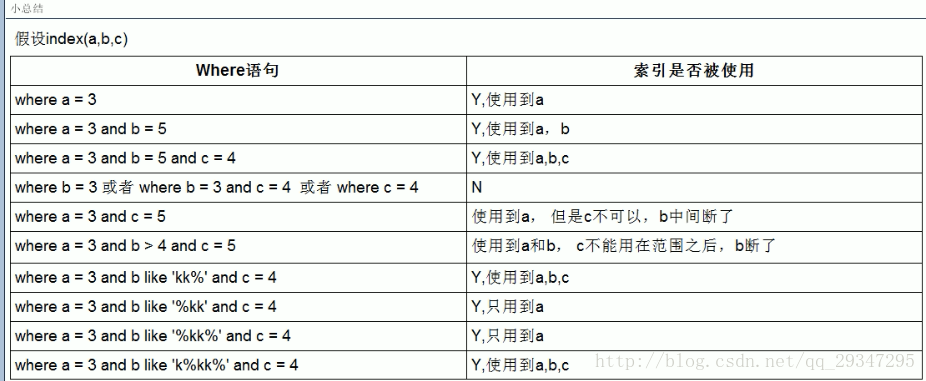 小总结
假设index(a,b,c)
Where语句 索引是否被使用
where a = 3 Y,使用到a
where a = 3 and b = 5 Y,使用到a，b
where a = 3 and b = 5 and c = 4 Y,使用到a,b,c
where b = 3 或者 where b = 3 and c = 4 或者 where c = 4 N
where a = 3 and c = 5 使用到a， 但是c不可以，b中间断了
where a = 3 and b > 4 and c = 5 使用到a和b， c不能用在范围之后，b断了
where a = 3 and b like 'kk%' and c = 4 Y,使用到a,b,c
where a = 3 and b like '%kk' and c = 4 Y,只用到a
where a = 3 and b like '%kk%' and c = 4 Y,只用到a
where a = 3 and b like 'k%kk%' and c = 4 Y,使用到a,b,c
http://blog.csdn.net/qq_29347295